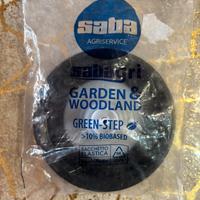 saba
AGRISERVICE
sabagri
GARDEN &
WOODLAND
GREEN-STEP
>10% BIOBASED
SACCHETTO
PLASTICA